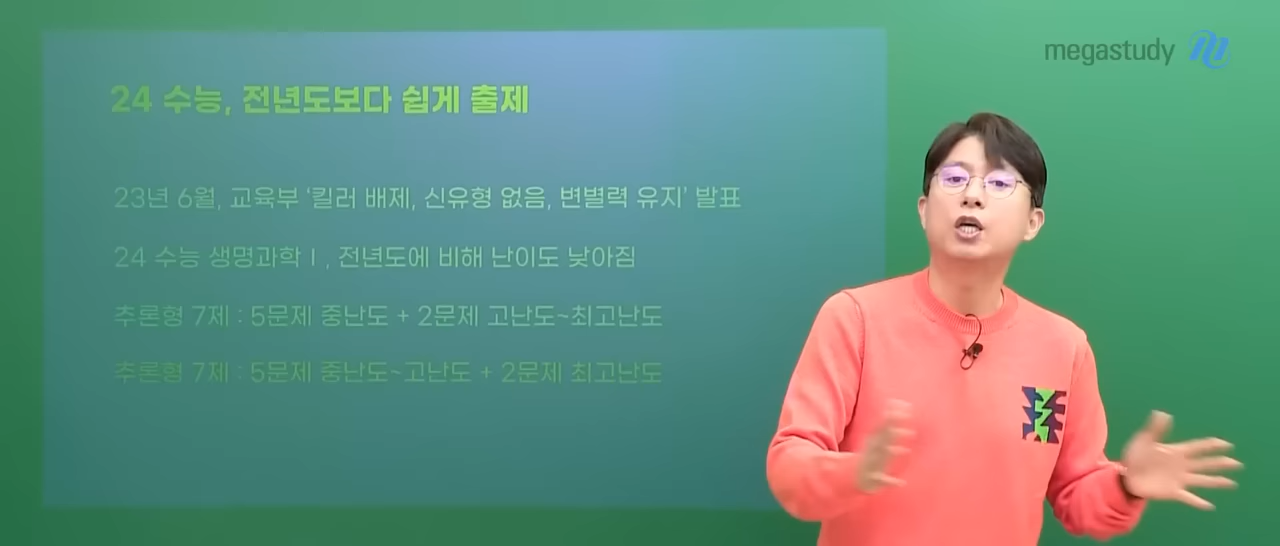 megastudy
24 수능, 전년도보다 쉽게 출제
23년 6월, 교육부 '킬러 배제, 신유형 없음, 변별력 유지' 발표
24 수능 생명과학Ⅰ, 전년도에 비해 난이도 낮아짐
추론형 7제 : 5문제 중난도 + 2문제 고난도~최고난도
추론형 7제 : 5문제 중난도~고난도 + 2문제 최고난도